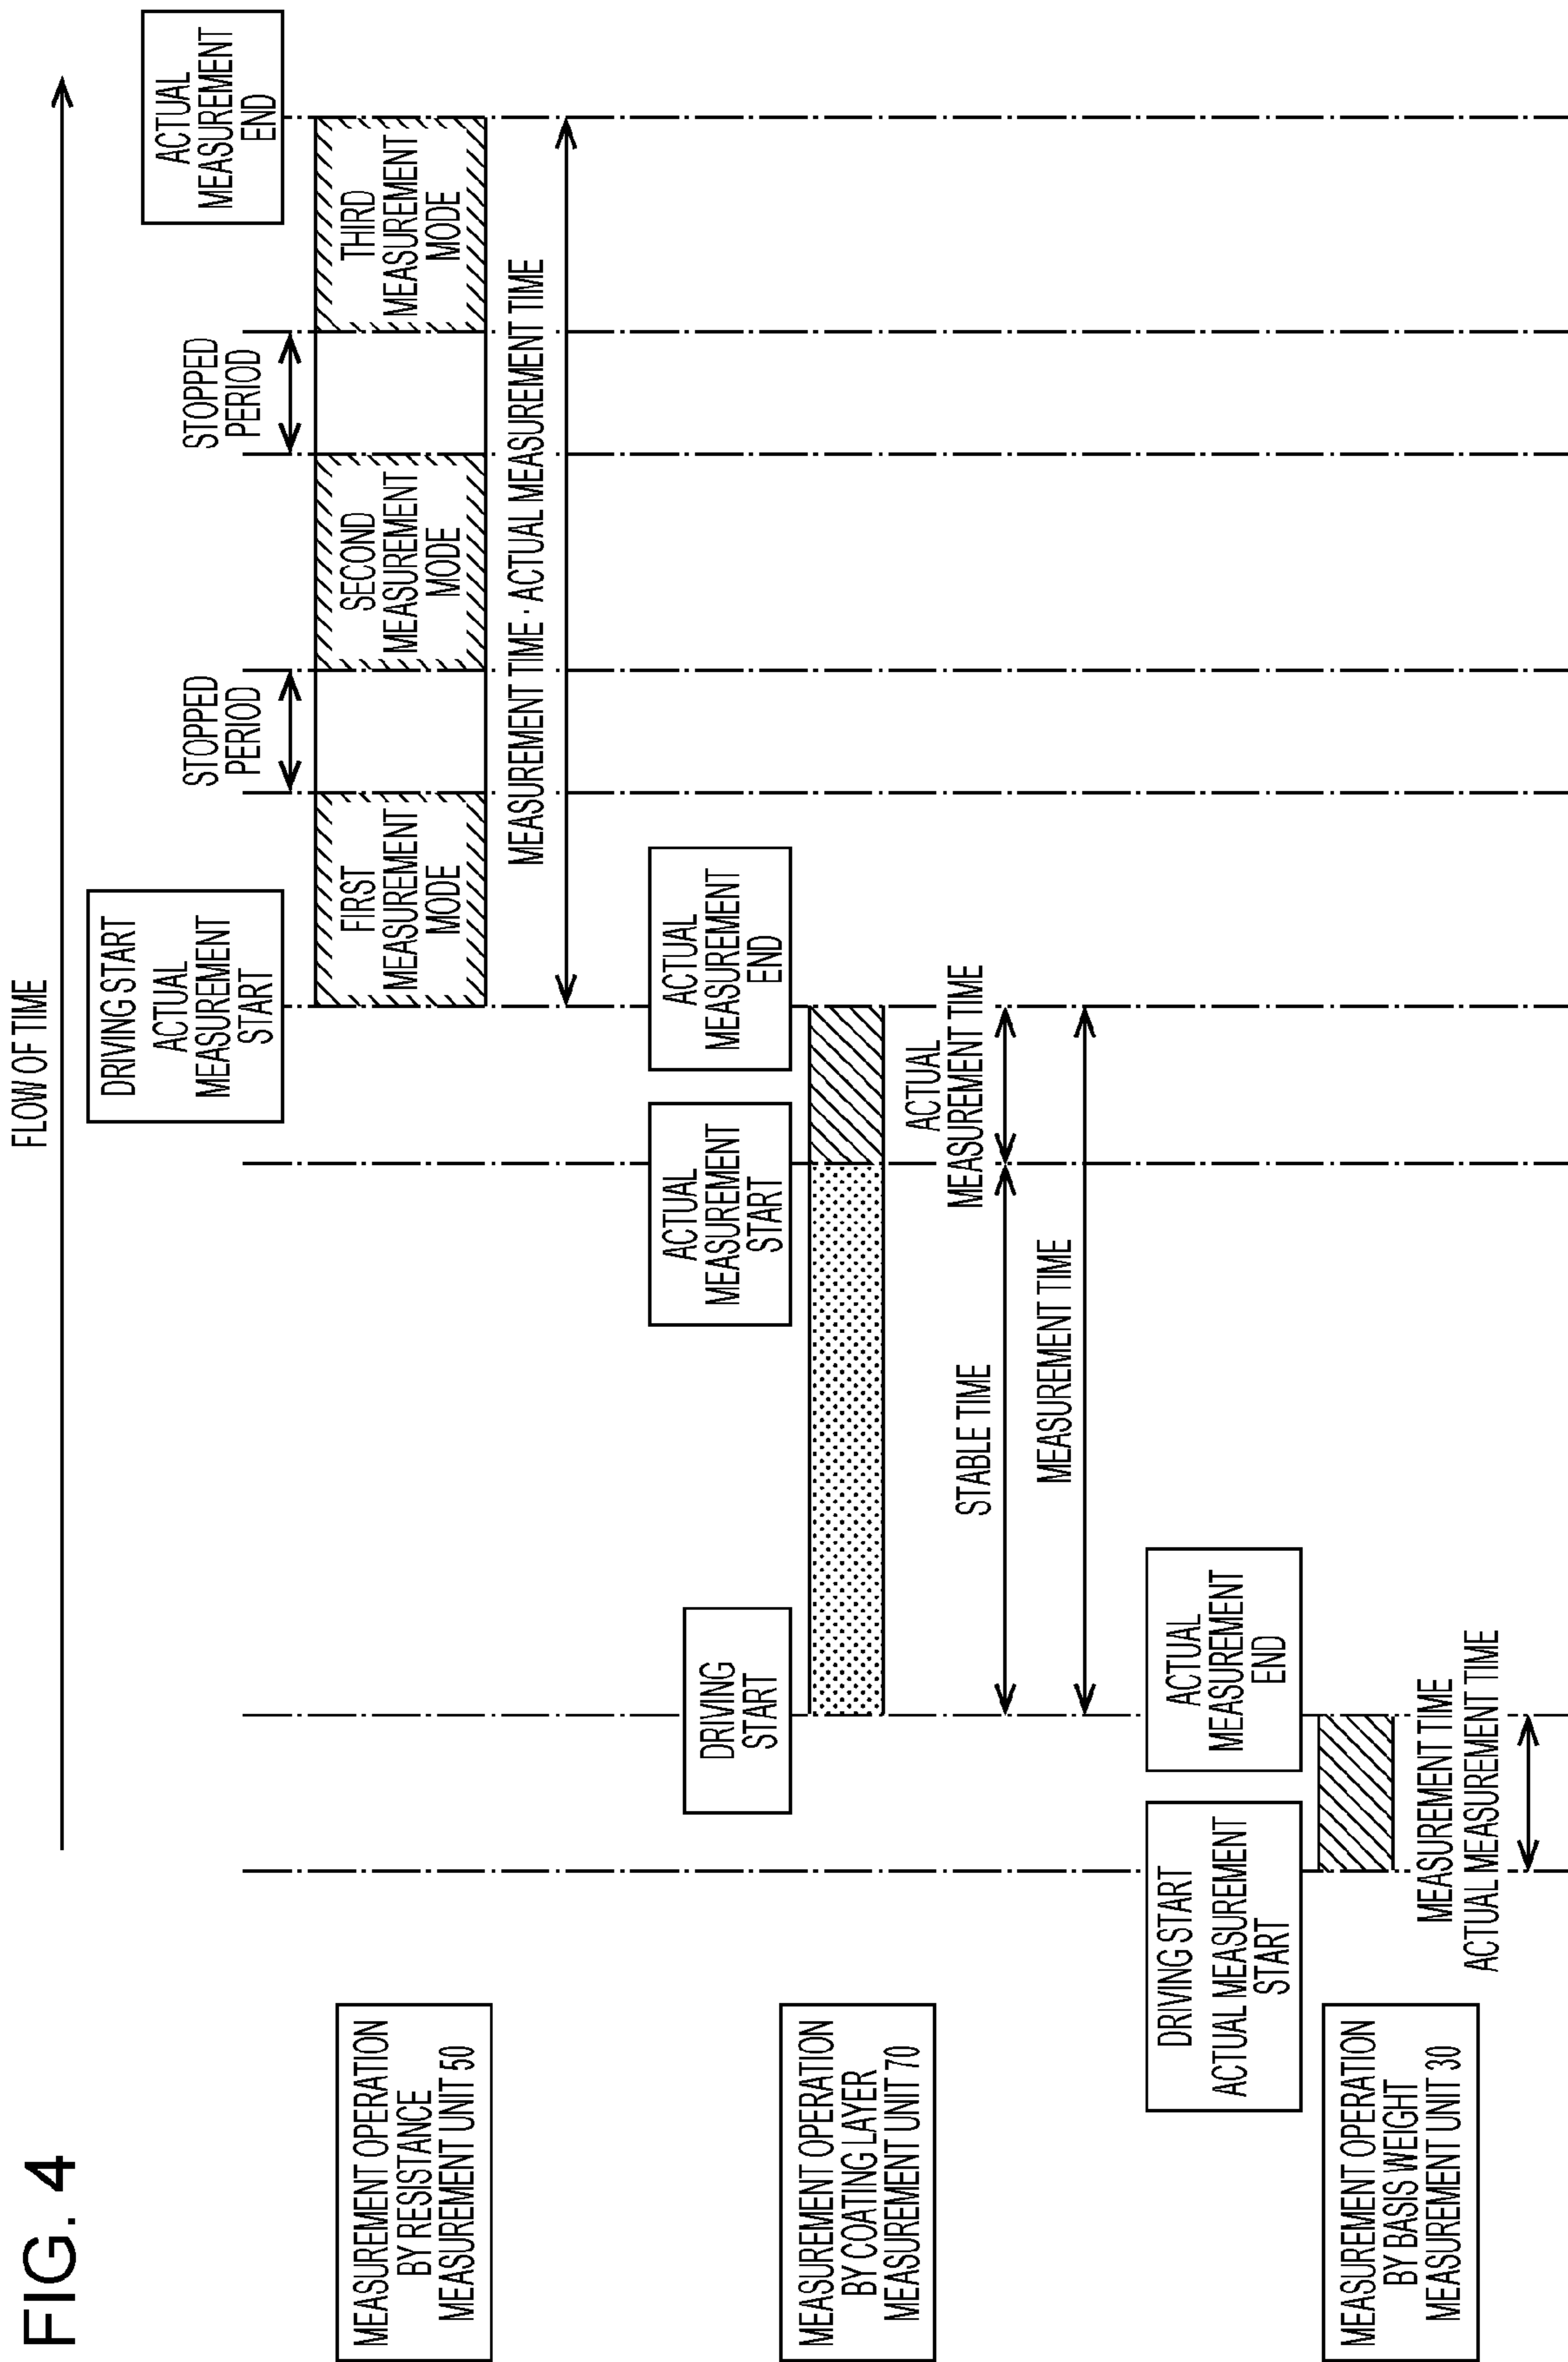 FIG. 4
FLOW OF TIME
MEASUREMENT OPERATION
BY RESISTANCE
MEASUREMENT UNIT 50
DRIVING START
ACTUAL
MEASUREMENT
START
ACTUAL
MEASUREMENT
END
STOPPED
PERIOD
STOPPED
PERIOD
FIRST
MEASUREMENT
MODE
SECOND
MEASUREMENT
MODE
THIRD
MEASUREMENT
MODE
MEASUREMENT TIME · ACTUAL MEASUREMENT TIME
MEASUREMENT OPERATION
BY COATING LAYER
MEASUREMENT UNIT 70
DRIVING
START
ACTUAL
MEASUREMENT
START
ACTUAL
MEASUREMENT
END
STABLE TIME
ACTUAL
MEASUREMENT TIME
MEASUREMENT TIME
MEASUREMENT OPERATION
BY BASIS WEIGHT
MEASUREMENT UNIT 30
DRIVING START
ACTUAL MEASUREMENT
START
ACTUAL
MEASUREMENT
END
MEASUREMENT TIME
ACTUAL MEASUREMENT TIME